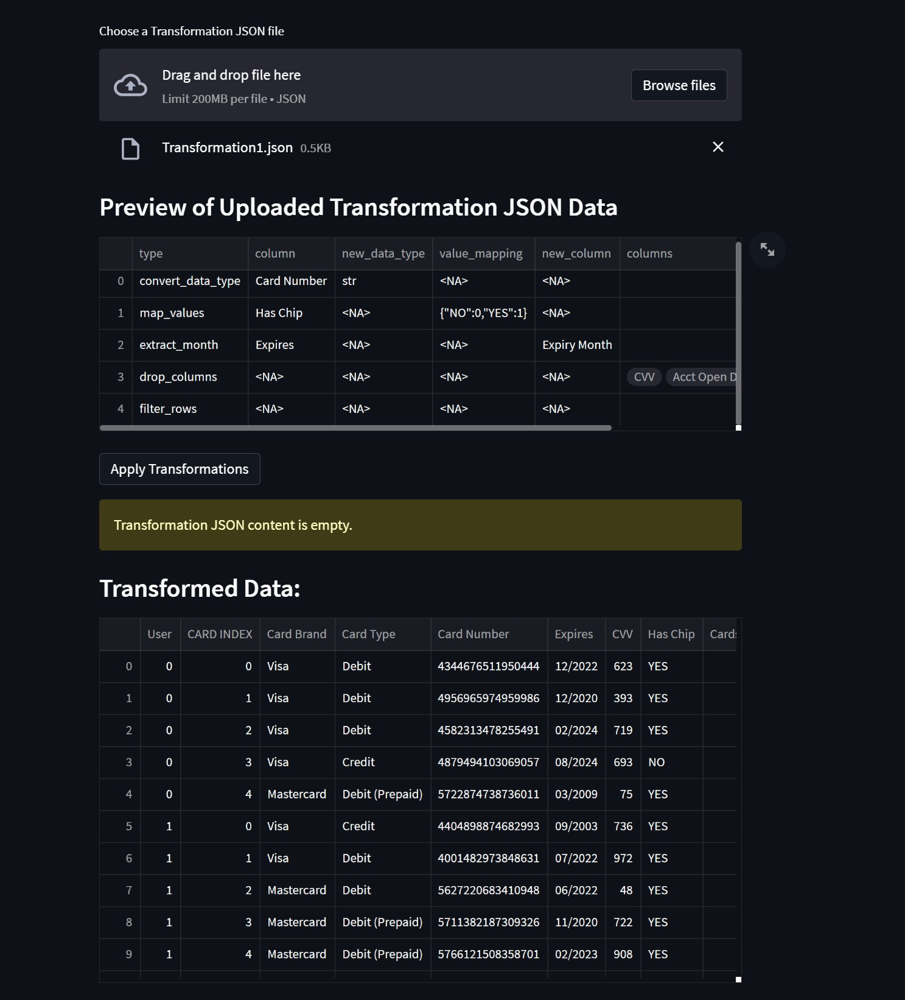 Choose a Transformation JSON file
Drag and drop file here
Limit 200MB per file • JSON
Browse files
Transformation1.json 0.5KB
Preview of Uploaded Transformation JSON Data
type column new_data_type value_mapping new_column columns
0 convert_data_type Card Number str <NA> <NA>
1 map_values Has Chip <NA> {"NO":0,"YES":1} <NA>
2 extract_month Expires <NA> <NA> Expiry Month
3 drop_columns <NA> <NA> <NA> <NA> CVV Acct Open D
4 filter_rows <NA> <NA> <NA> <NA>
Apply Transformations
Transformation JSON content is empty.
Transformed Data:
User CARD INDEX Card Brand Card Type Card Number Expires CVV Has Chip Cards
0 0 0 Visa Debit 4344676511950444 12/2022 623 YES
1 0 1 Visa Debit 4956965974959986 12/2020 393 YES
2 0 2 Visa Debit 4582313478255491 02/2024 719 YES
3 0 3 Visa Credit 4879494103069057 08/2024 693 NO
4 0 4 Mastercard Debit (Prepaid) 5722874738736011 03/2009 75 YES
5 1 0 Visa Credit 4404898874682993 09/2003 736 YES
6 1 1 Visa Debit 4001482973848631 07/2022 972 YES
7 1 2 Mastercard Debit 5627220683410948 06/2022 48 YES
8 1 3 Mastercard Debit (Prepaid) 5711382187309326 11/2020 722 YES
9 1 4 Mastercard Debit (Prepaid) 5766121508358701 02/2023 908 YES